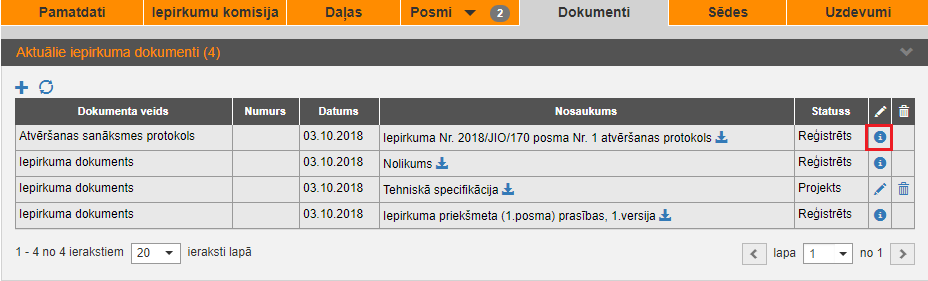 Pamatdati Iepirkumu komisija Daļas Posmi 2 Dokumenti Sēdes Uzdevumi
Aktuālie iepirkuma dokumenti (4)
Dokumenta veids Numurs Datums Nosaukums Statuss
Atvēršanas sanāksmes protokols 03.10.2018 Iepirkuma Nr. 2018/JIO/170 posma Nr. 1 atvēršanas protokols Reģistrēts
Iepirkuma dokuments 03.10.2018 Nolikums Reģistrēts
Iepirkuma dokuments 03.10.2018 Tehniskā specifikācija Projekts
Iepirkuma dokuments 03.10.2018 Iepirkuma priekšmeta (1.posma) prasības, 1.versija Reģistrēts
1 - 4 no 4 ierakstiem 20 ieraksti lapā lapa 1 no 1